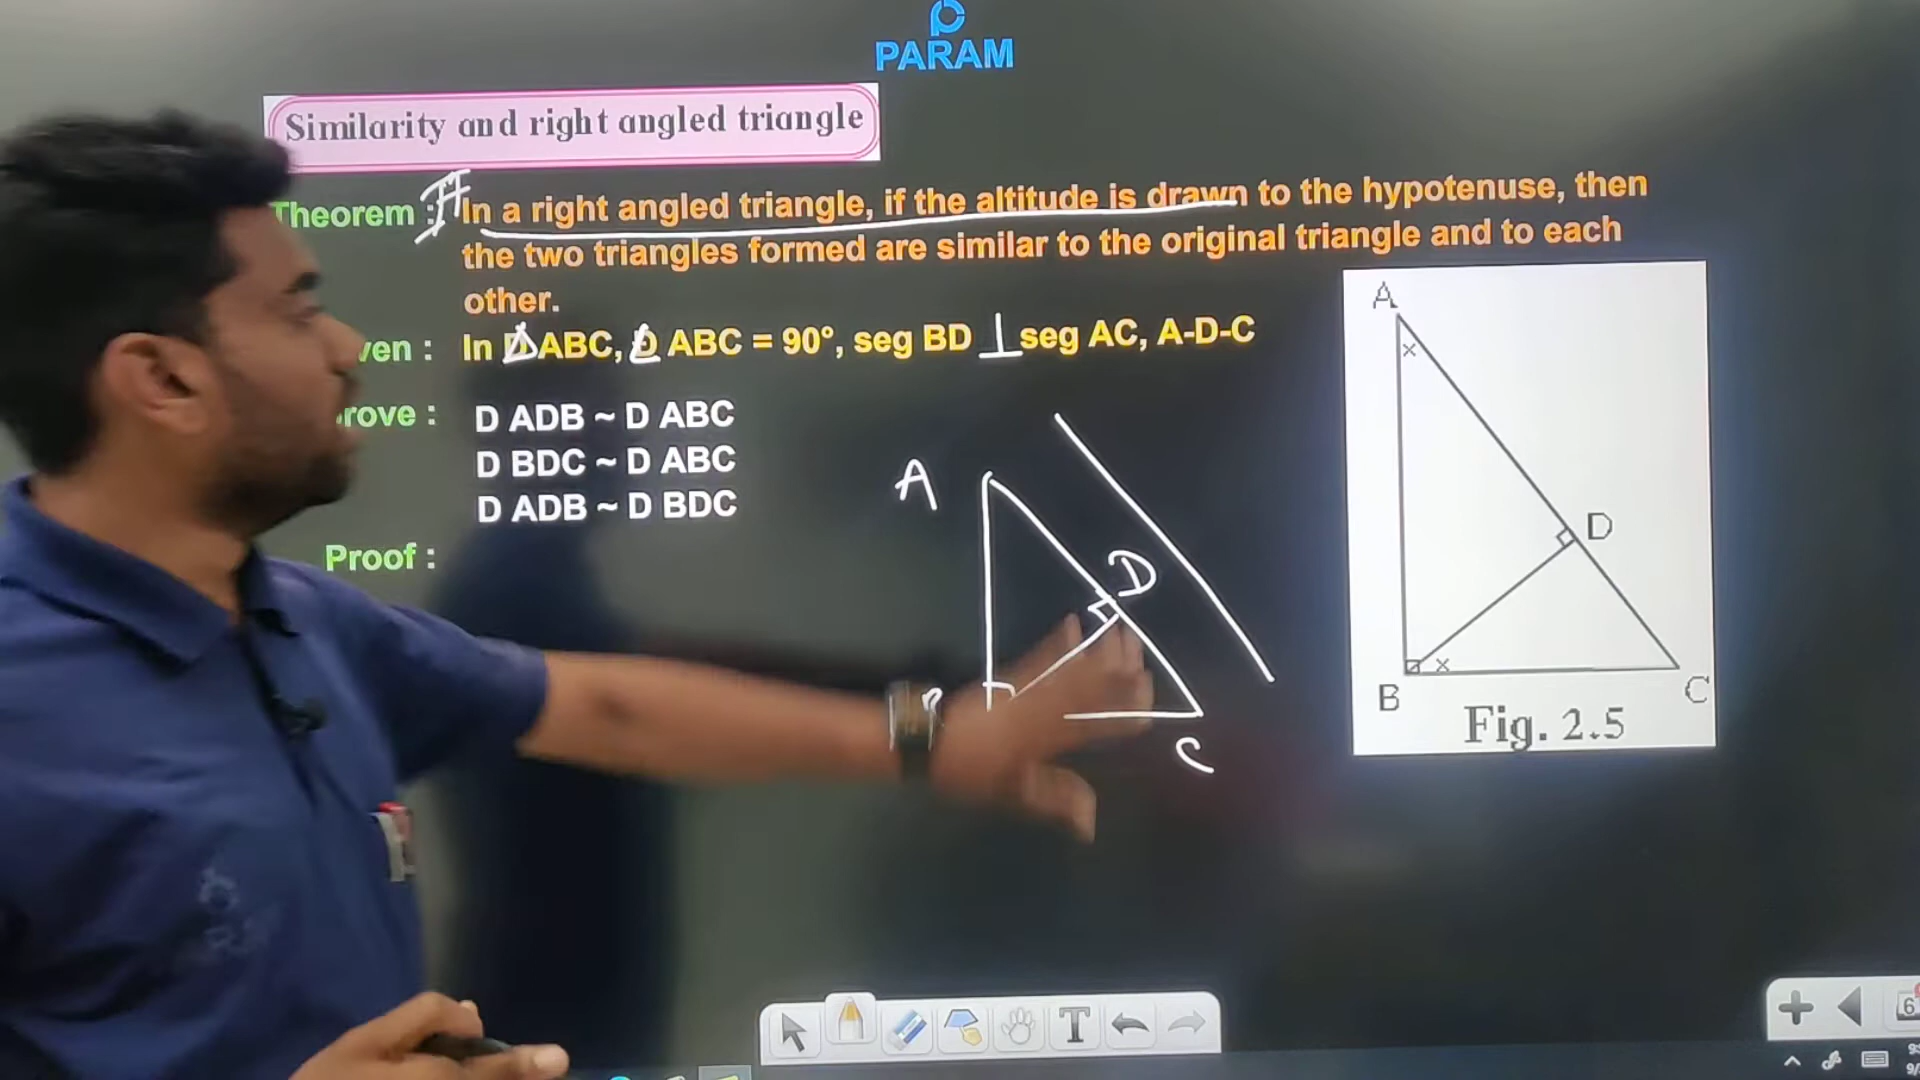 PARAM
Similarity and right angled triangle
Theorem : In a right angled triangle, if the altitude is drawn to the hypotenuse, then
the two triangles formed are similar to the original triangle and to each
other.
ven : In ∆ ABC, ∠ ABC = 90°, seg BD ⊥ seg AC, A-D-C
rove : D ADB ~ D ABC
D BDC ~ D ABC
D ADB ~ D BDC
Proof :
A
D
B
C
A
x
D
x
B
C
Fig. 2.5
T
6